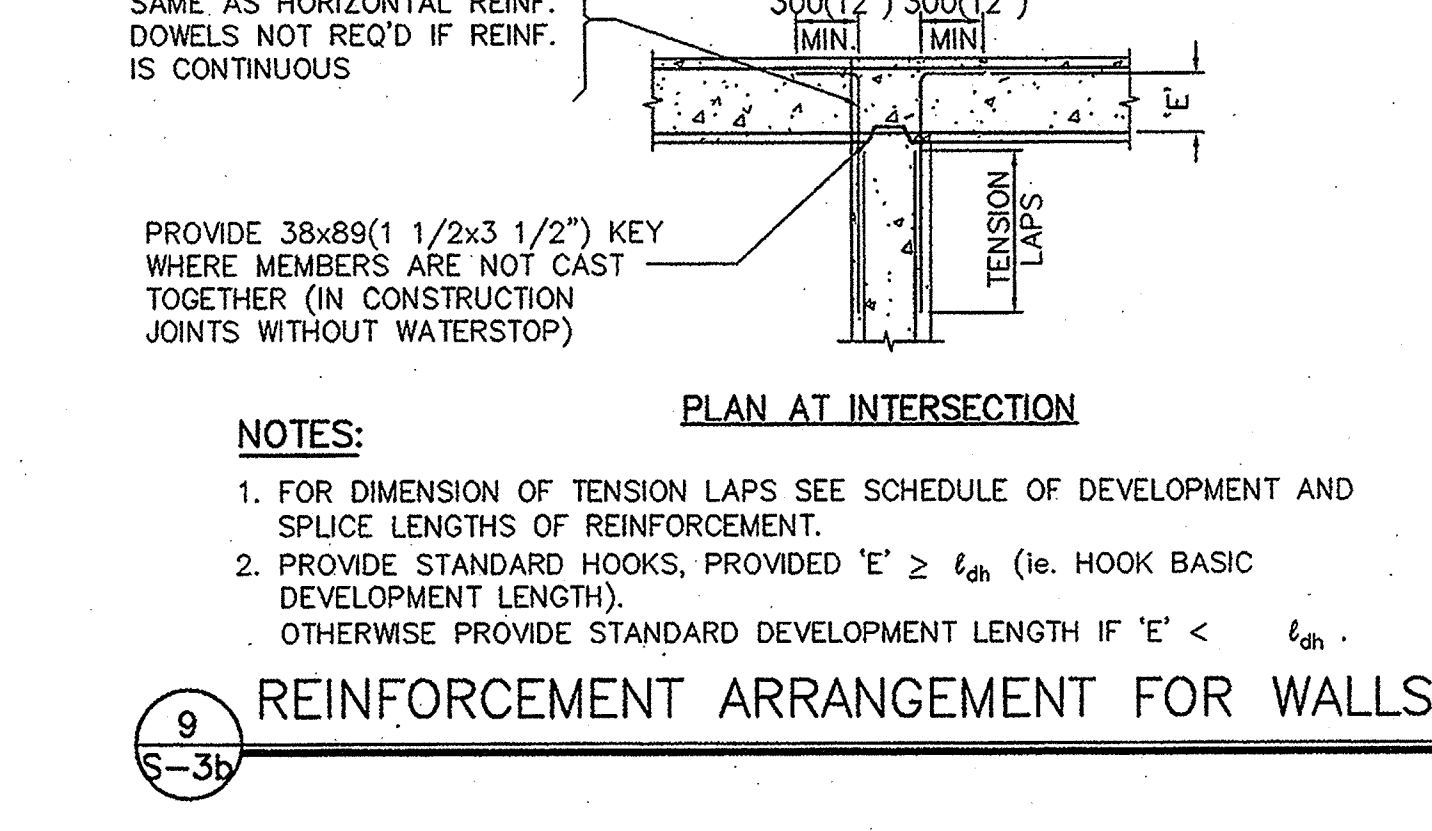 SAME AS HORIZONTAL REINF.
DOWELS NOT REQ'D IF REINF.
IS CONTINUOUS
300(12") 300(12")
MIN. MIN.
'E'
TENSION
LAPS
PROVIDE 38x89(1 1/2x3 1/2") KEY
WHERE MEMBERS ARE NOT CAST
TOGETHER (IN CONSTRUCTION
JOINTS WITHOUT WATERSTOP)
PLAN AT INTERSECTION
NOTES:
1. FOR DIMENSION OF TENSION LAPS SEE SCHEDULE OF DEVELOPMENT AND
SPLICE LENGTHS OF REINFORCEMENT.
2. PROVIDE STANDARD HOOKS, PROVIDED 'E' ≥ ℓdh (ie. HOOK BASIC
DEVELOPMENT LENGTH).
OTHERWISE PROVIDE STANDARD DEVELOPMENT LENGTH IF 'E' < ℓdh .
9
S-3b
REINFORCEMENT ARRANGEMENT FOR WALLS